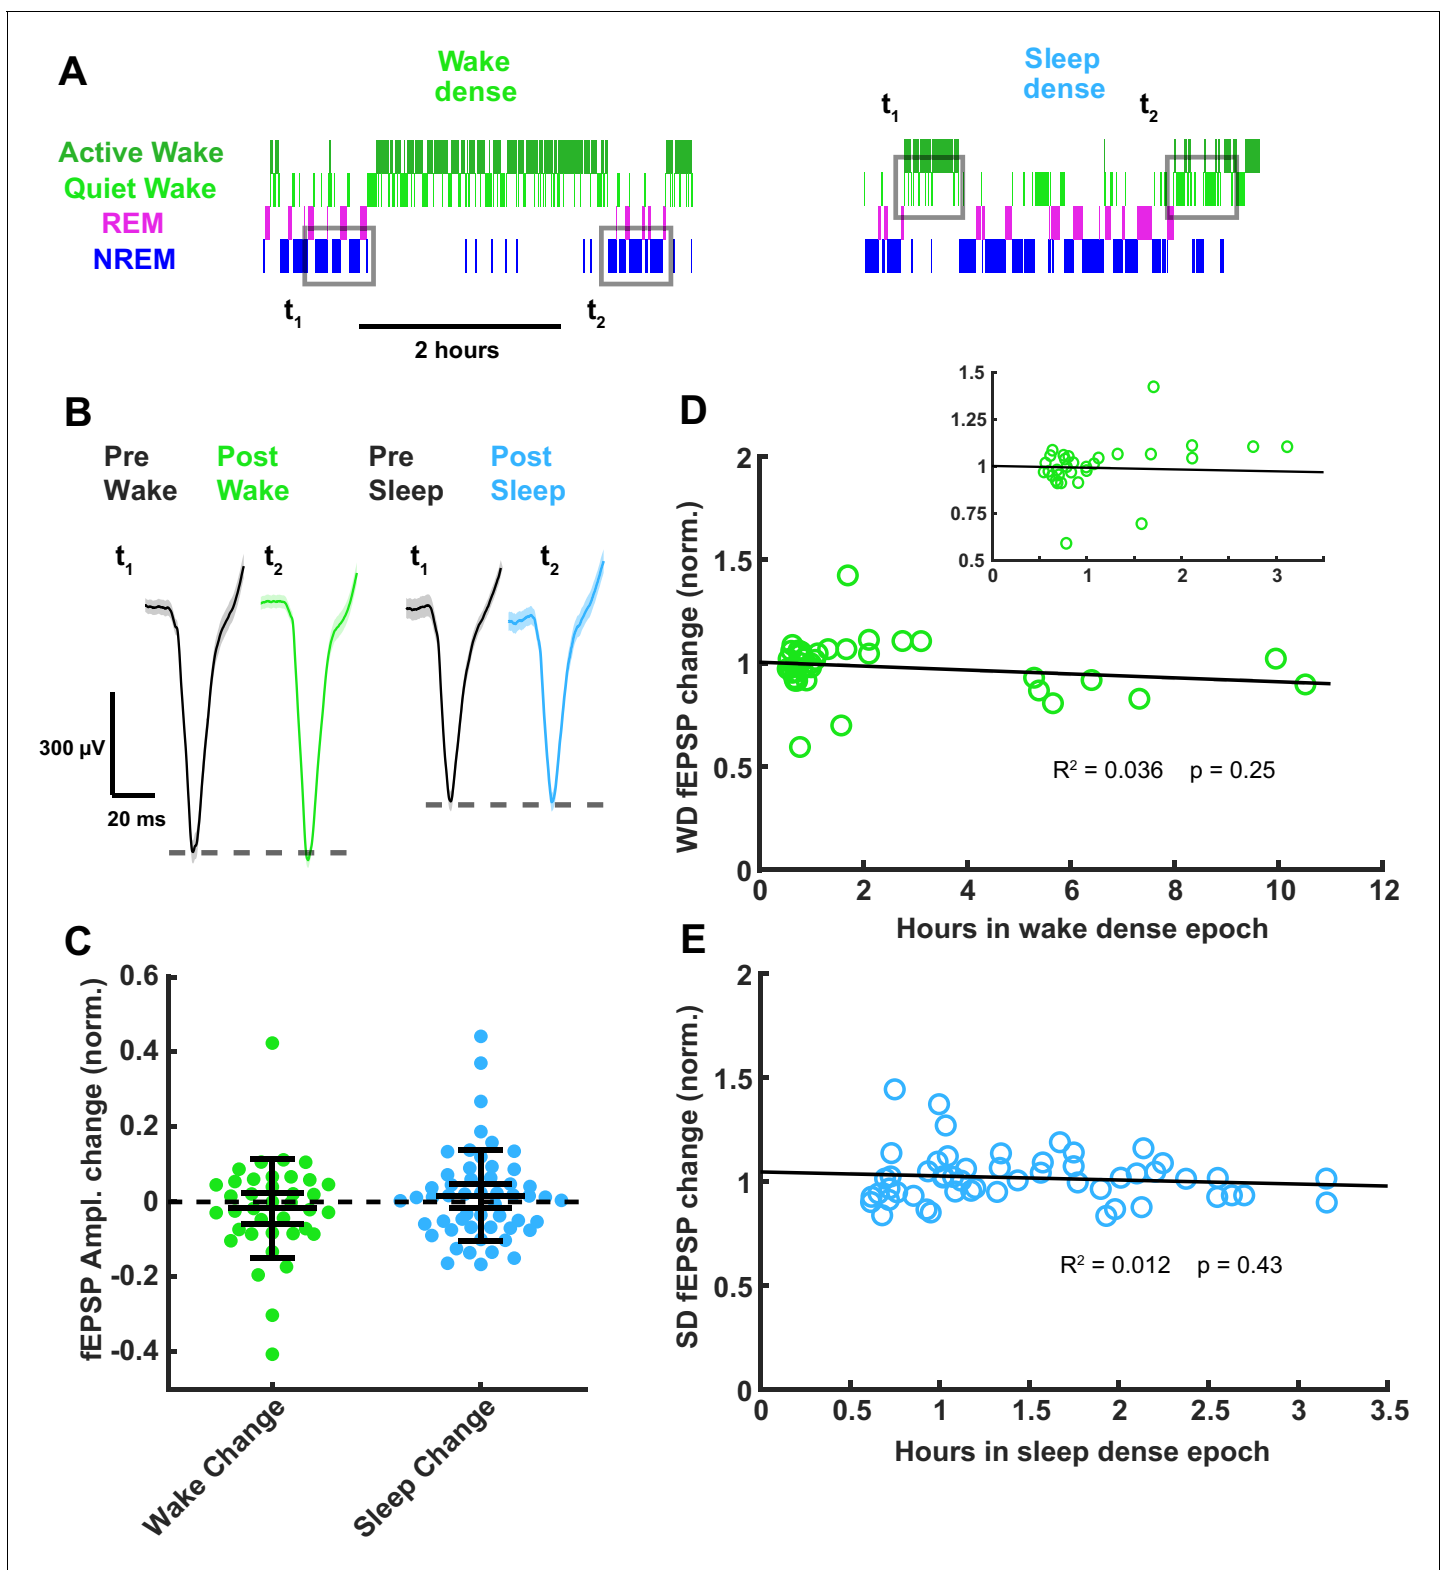 A
Wake
dense
Sleep
dense
t1
t2
Active Wake
Quiet Wake
REM
NREM
t1
t2
2 hours
B
Pre
Wake
Post
Wake
Pre
Sleep
Post
Sleep
t1
t2
t1
t2
300 µV
20 ms
C
fEPSP Ampl. change (norm.)
0.6
0.4
0.2
0
-0.2
-0.4
Wake Change
Sleep Change
D
WD fEPSP change (norm.)
2
1.5
1
0.5
0
0 2 4 6 8 10 12
Hours in wake dense epoch
R² = 0.036 p = 0.25
1.5
1.25
1
0.75
0.5
0 1 2 3
E
SD fEPSP change (norm.)
2
1.5
1
0.5
0
0 0.5 1 1.5 2 2.5 3 3.5
Hours in sleep dense epoch
R² = 0.012 p = 0.43